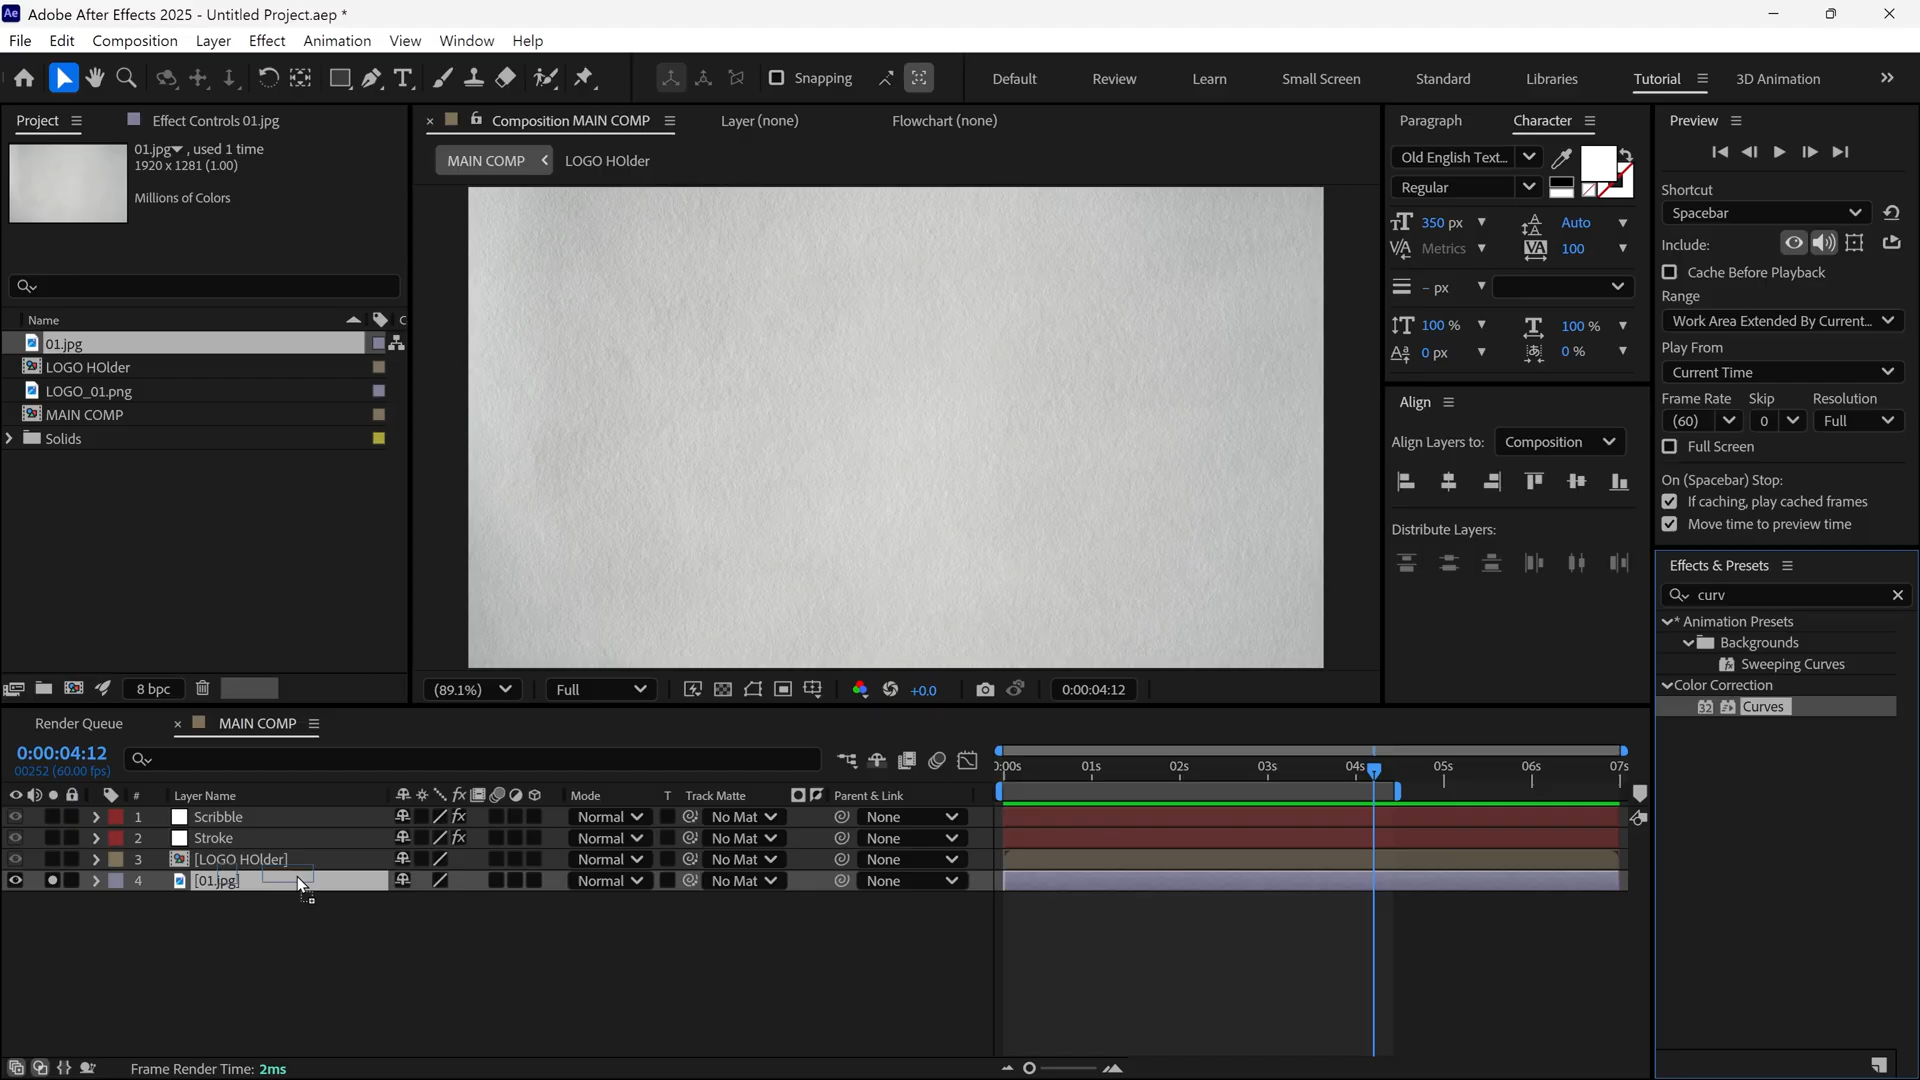 Ae Adobe After Effects 2025 - Untitled Project.aep *
File Edit Composition Layer Effect Animation View Window Help
Snapping Default Review Learn Small Screen Standard Libraries Tutorial 3D Animation
Project Effect Controls 01.jpg
01.jpg , used 1 time
1920 x 1281 (1.00)
Millions of Colors
Name C
01.jpg
LOGO HOlder
LOGO_01.png
MAIN COMP
Solids
8 bpc
Composition MAIN COMP Layer (none) Flowchart (none)
MAIN COMP LOGO HOlder
(89.1%) Full +0.0 0:00:04:12
Paragraph Character
Old English Text...
Regular
350 px Auto
Metrics 100
- px
100 % 100 %
0 px 0 %
Align
Align Layers to: Composition
Distribute Layers:
Preview
Shortcut
Spacebar
Include:
Cache Before Playback
Range
Work Area Extended By Current...
Play From
Current Time
Frame Rate Skip Resolution
(60) 0 Full
Full Screen
On (Spacebar) Stop:
If caching, play cached frames
Move time to preview time
Effects & Presets
curv
* Animation Presets
Backgrounds
Sweeping Curves
Color Correction
32 Curves
Render Queue MAIN COMP
0:00:04:12
00252 (60.00 fps)
# Layer Name fx Mode T Track Matte Parent & Link
1 Scribble fx Normal No Mat None
2 Stroke fx Normal No Mat None
3 [LOGO HOlder] Normal No Mat None
4 [01.jpg] Normal No Mat None
):00s 01s 02s 03s 04s 05s 06s 07s
Frame Render Time: 2ms